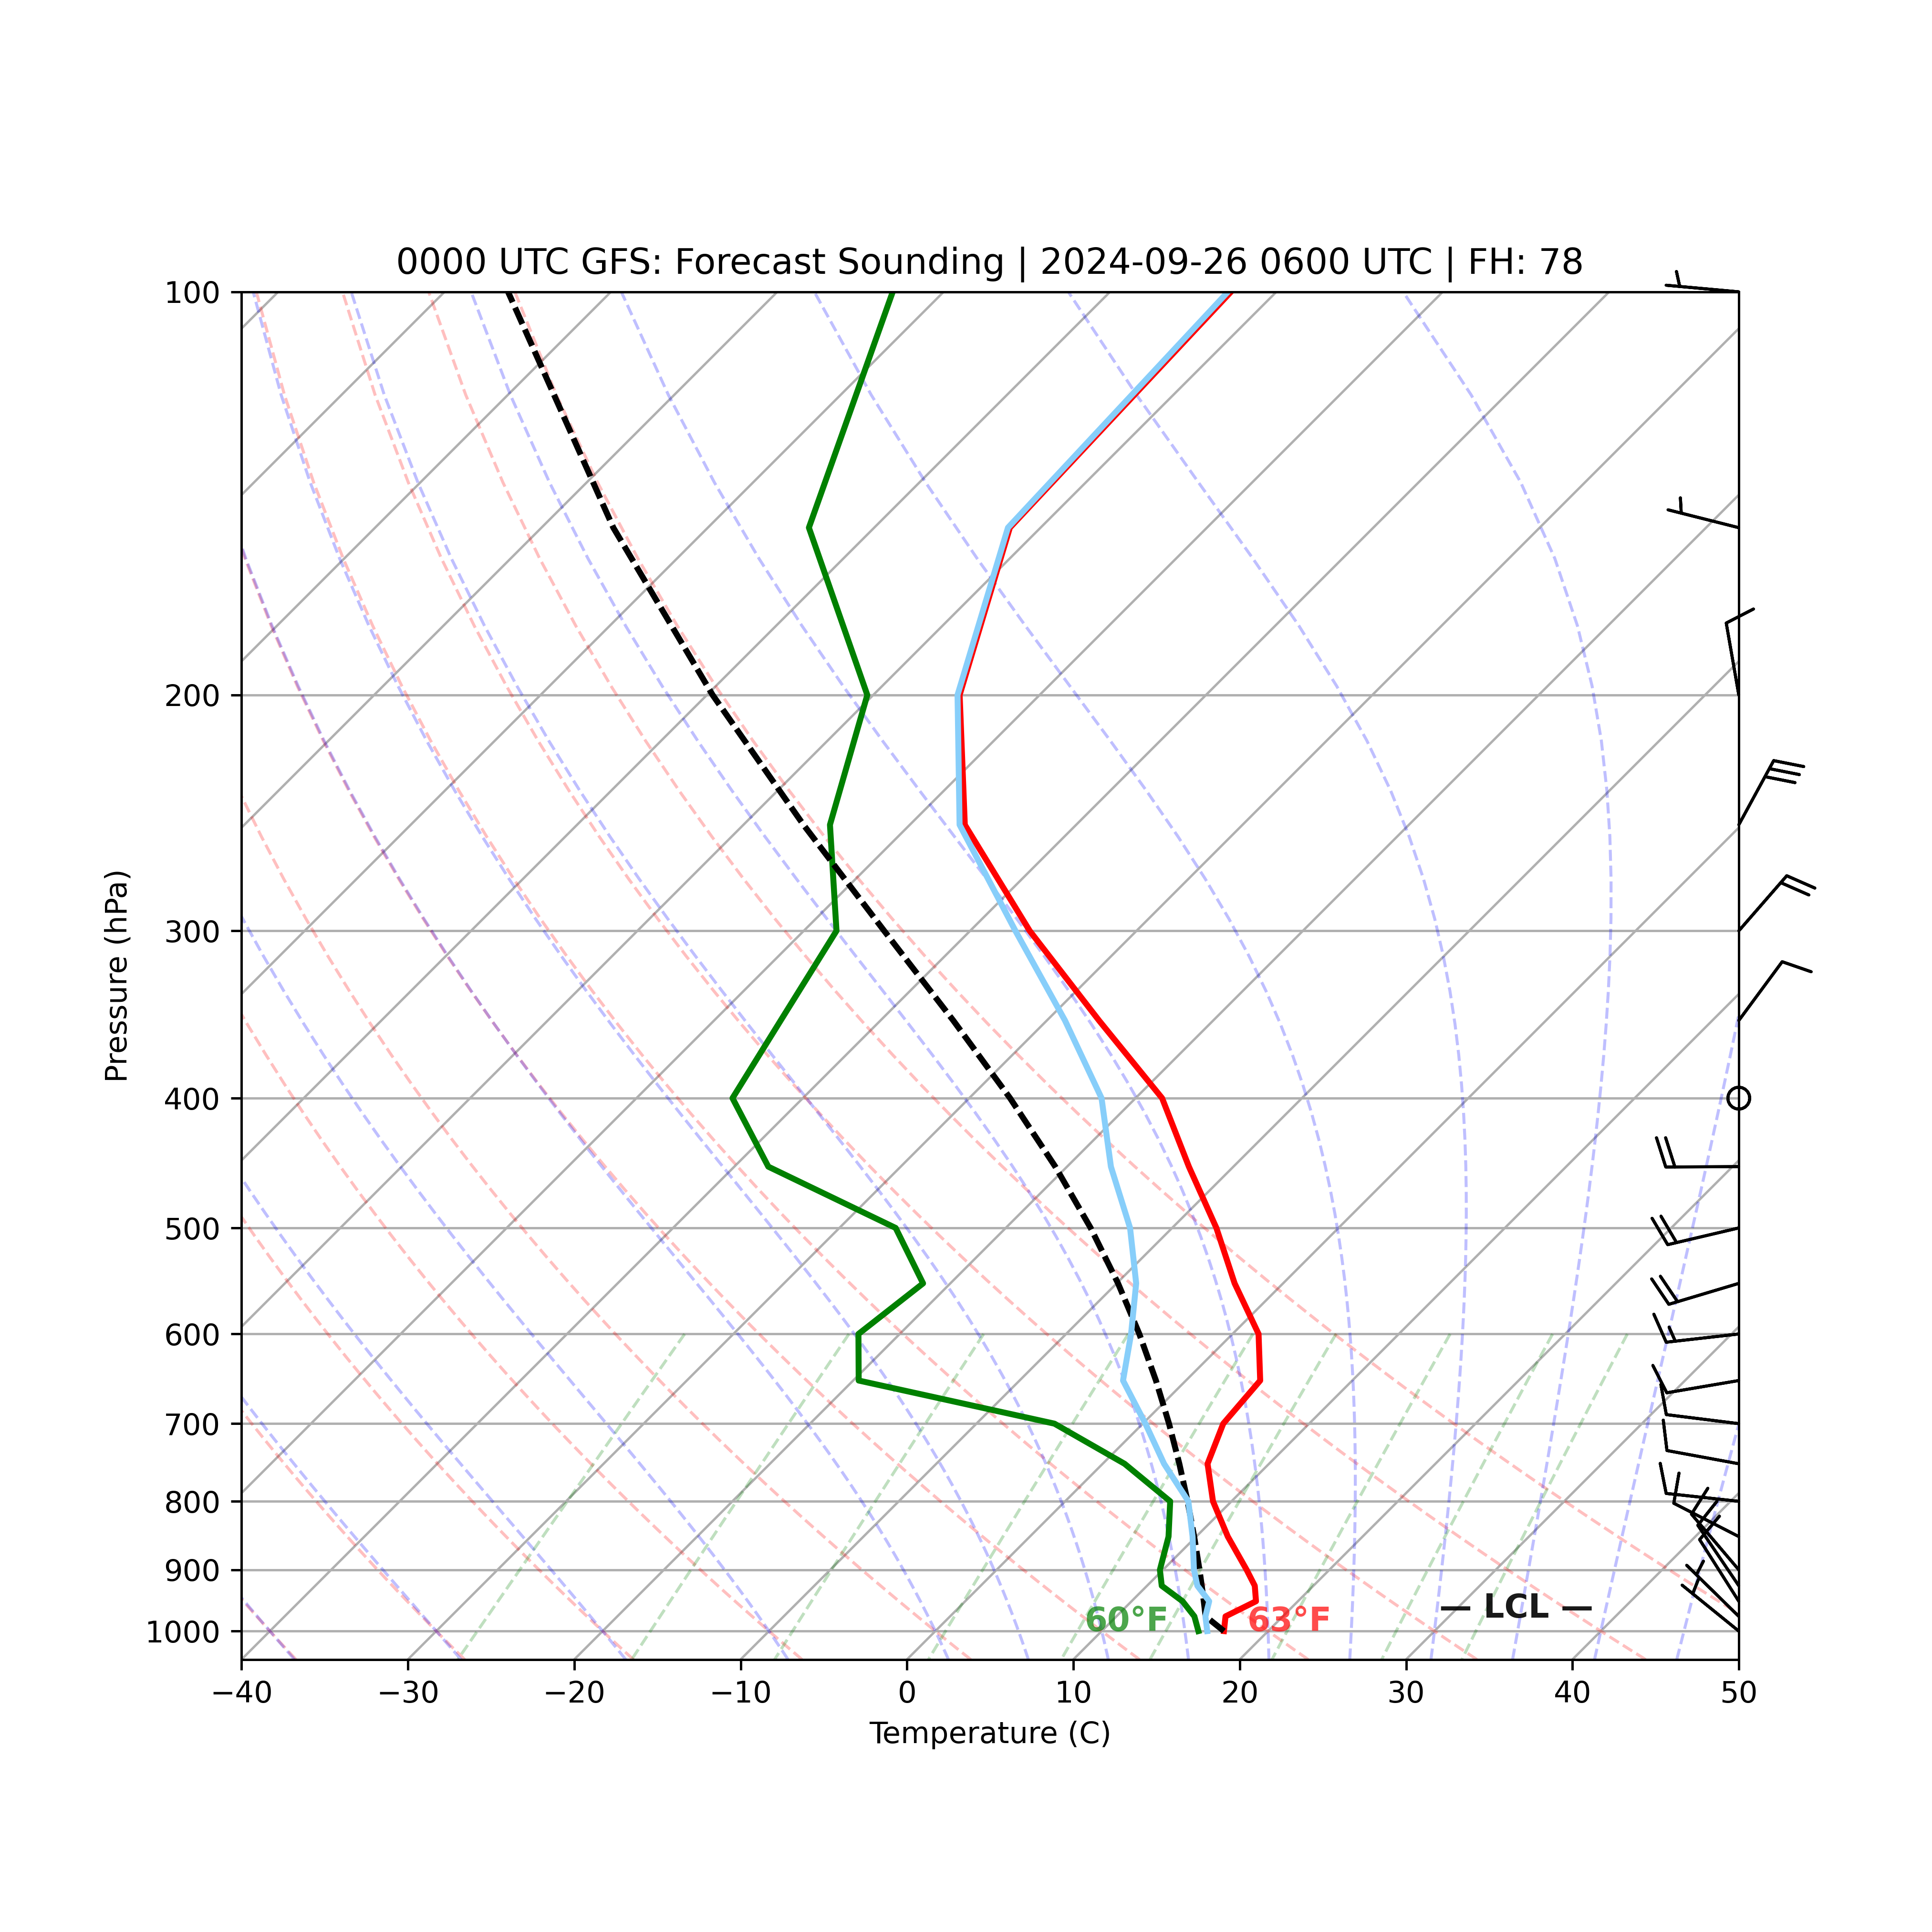 0000 UTC GFS: Forecast Sounding | 2024-09-26 0600 UTC | FH: 78
100
200
300
400
500
600
700
800
900
1000
Pressure (hPa)
60°F
63°F
— LCL —
−40 −30 −20 −10 0 10 20 30 40 50
Temperature (C)